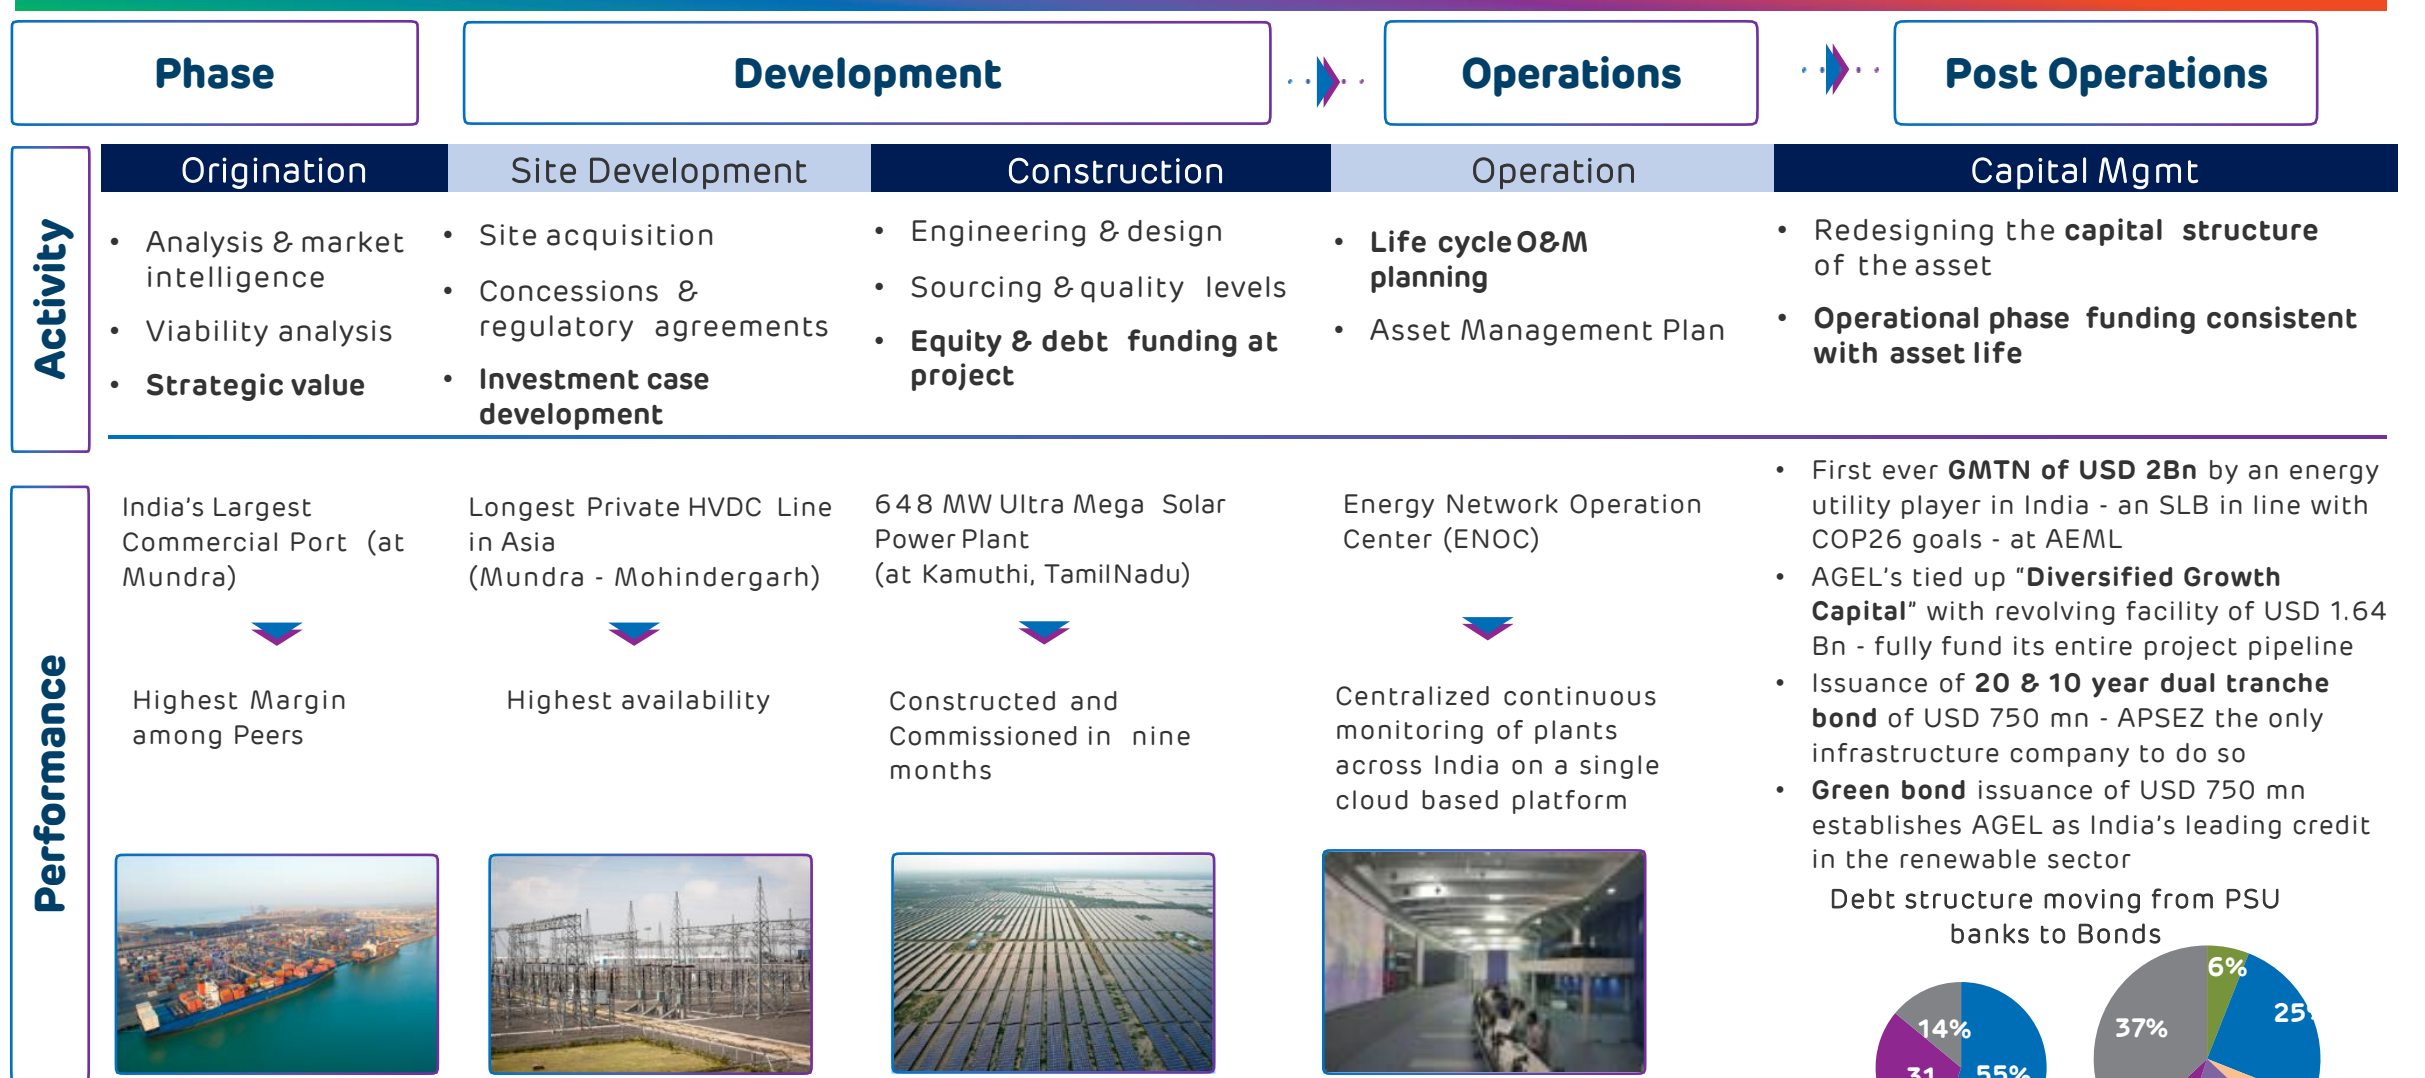 Phase
Development
Operations
Post Operations
Activity
Origination
Site Development
Construction
Operation
Capital Mgmt
• Analysis & market
intelligence
• Viability analysis
• Strategic value
• Site acquisition
• Concessions &
regulatory agreements
• Investment case
development
• Engineering & design
• Sourcing & quality levels
• Equity & debt funding at
project
• Life cycle O&M
planning
• Asset Management Plan
• Redesigning the capital structure
of the asset
• Operational phase funding consistent
with asset life
Performance
India's Largest
Commercial Port (at
Mundra)
Highest Margin
among Peers
Longest Private HVDC Line
in Asia
(Mundra - Mohindergarh)
Highest availability
648 MW Ultra Mega Solar
Power Plant
(at Kamuthi, TamilNadu)
Constructed and
Commissioned in nine
months
Energy Network Operation
Center (ENOC)
Centralized continuous
monitoring of plants
across India on a single
cloud based platform
• First ever GMTN of USD 2Bn by an energy
utility player in India - an SLB in line with
COP26 goals - at AEML
• AGEL's tied up "Diversified Growth
Capital" with revolving facility of USD 1.64
Bn - fully fund its entire project pipeline
• Issuance of 20 & 10 year dual tranche
bond of USD 750 mn - APSEZ the only
infrastructure company to do so
• Green bond issuance of USD 750 mn
establishes AGEL as India's leading credit
in the renewable sector
Debt structure moving from PSU
banks to Bonds
14%
31
55%
6%
25
37%